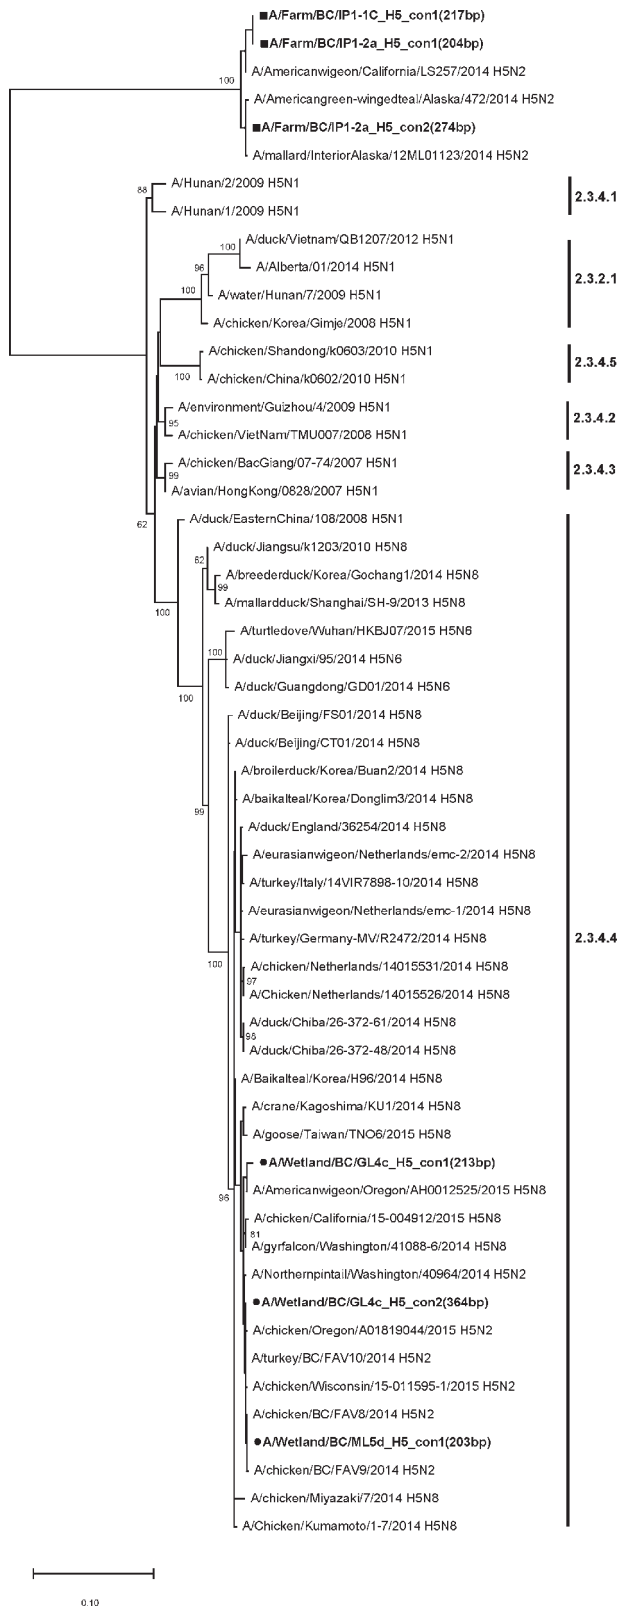 ■A/Farm/BC/IP1-1C_H5_con1(217bp)
■A/Farm/BC/IP1-2a_H5_con1(204bp)
A/Americanwigeon/California/LS257/2014 H5N2
100
A/Americangreen-wingedteal/Alaska/472/2014 H5N2
■A/Farm/BC/IP1-2a_H5_con2(274bp)
A/mallard/InteriorAlaska/12ML01123/2014 H5N2
A/Hunan/2/2009 H5N1
88
2.3.4.1
A/Hunan/1/2009 H5N1
A/duck/Vietnam/QB1207/2012 H5N1
100
A/Alberta/01/2014 H5N1
96
2.3.2.1
100
A/water/Hunan/7/2009 H5N1
A/chicken/Korea/Gimje/2008 H5N1
A/chicken/Shandong/k0603/2010 H5N1
2.3.4.5
100
A/chicken/China/k0602/2010 H5N1
A/environment/Guizhou/4/2009 H5N1
95
2.3.4.2
A/chicken/VietNam/TMU007/2008 H5N1
A/chicken/BacGiang/07-74/2007 H5N1
99
2.3.4.3
A/avian/HongKong/0828/2007 H5N1
62
A/duck/EasternChina/108/2008 H5N1
A/duck/Jiangsu/k1203/2010 H5N8
62
A/breederduck/Korea/Gochang1/2014 H5N8
99
A/mallardduck/Shanghai/SH-9/2013 H5N8
100
A/turtledove/Wuhan/HKBJ07/2015 H5N6
100
A/duck/Jiangxi/95/2014 H5N6
A/duck/Guangdong/GD01/2014 H5N6
100
A/duck/Beijing/FS01/2014 H5N8
A/duck/Beijing/CT01/2014 H5N8
A/broilerduck/Korea/Buan2/2014 H5N8
A/baikalteal/Korea/Donglim3/2014 H5N8
99
A/duck/England/36254/2014 H5N8
A/eurasianwigeon/Netherlands/emc-2/2014 H5N8
A/turkey/Italy/14VIR7898-10/2014 H5N8
A/eurasianwigeon/Netherlands/emc-1/2014 H5N8
A/turkey/Germany-MV/R2472/2014 H5N8
2.3.4.4
100
A/chicken/Netherlands/14015531/2014 H5N8
97
A/Chicken/Netherlands/14015526/2014 H5N8
A/duck/Chiba/26-372-61/2014 H5N8
98
A/duck/Chiba/26-372-48/2014 H5N8
A/Baikalteal/Korea/H96/2014 H5N8
A/crane/Kagoshima/KU1/2014 H5N8
A/goose/Taiwan/TNO6/2015 H5N8
●A/Wetland/BC/GL4c_H5_con1(213bp)
96
A/Americanwigeon/Oregon/AH0012525/2015 H5N8
A/chicken/California/15-004912/2015 H5N8
81
A/gyrfalcon/Washington/41088-6/2014 H5N8
A/Northernpintail/Washington/40964/2014 H5N2
●A/Wetland/BC/GL4c_H5_con2(364bp)
A/chicken/Oregon/A01819044/2015 H5N2
A/turkey/BC/FAV10/2014 H5N2
A/chicken/Wisconsin/15-011595-1/2015 H5N2
A/chicken/BC/FAV8/2014 H5N2
●A/Wetland/BC/ML5d_H5_con1(203bp)
A/chicken/BC/FAV9/2014 H5N2
A/chicken/Miyazaki/7/2014 H5N8
A/Chicken/Kumamoto/1-7/2014 H5N8
0.10